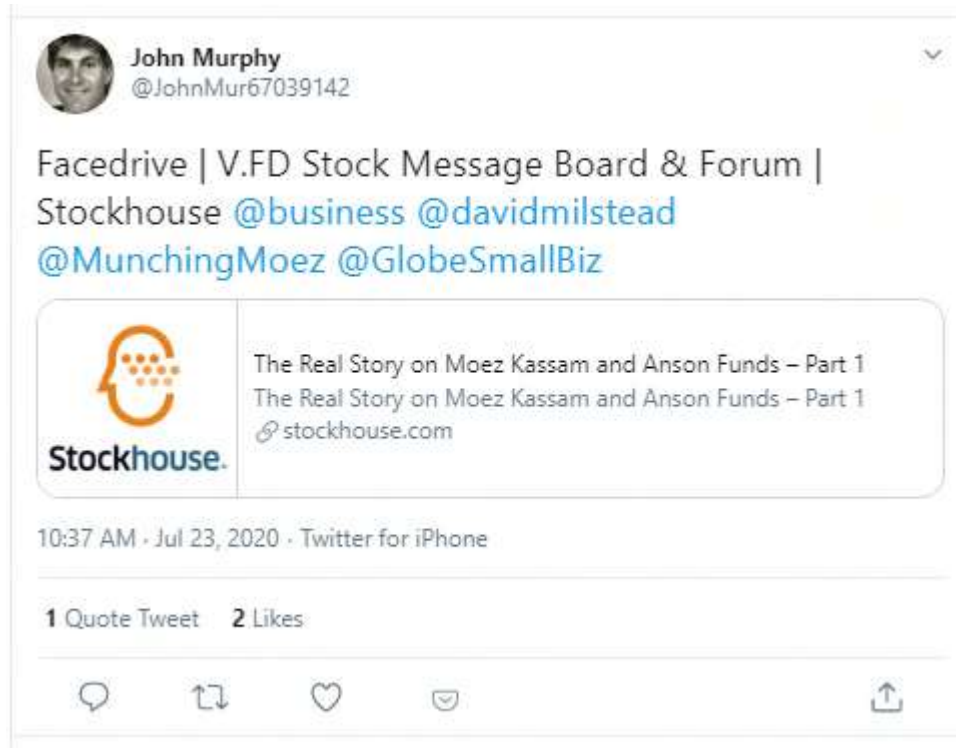 John Murphy
@JohnMur67039142
Facedrive | V.FD Stock Message Board & Forum |
Stockhouse @business @davidmilstead
@MunchingMoez @GlobeSmallBiz
The Real Story on Moez Kassam and Anson Funds – Part 1
The Real Story on Moez Kassam and Anson Funds – Part 1
stockhouse.com
Stockhouse.
10:37 AM · Jul 23, 2020 · Twitter for iPhone
1 Quote Tweet 2 Likes